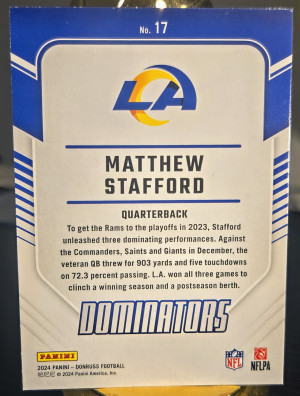 No. 17
LA
MATTHEW
STAFFORD
QUARTERBACK
To get the Rams to the playoffs in 2023, Stafford
unleashed three dominating performances. Against
the Commanders, Saints and Giants in December, the
veteran QB threw for 903 yards and five touchdowns
on 72.3 percent passing. L.A. won all three games to
clinch a winning season and a postseason berth.
DOMINATORS
PANINI
2024 PANINI – DONRUSS FOOTBALL
© 2024 Panini America, Inc.
NFL
NFLPA